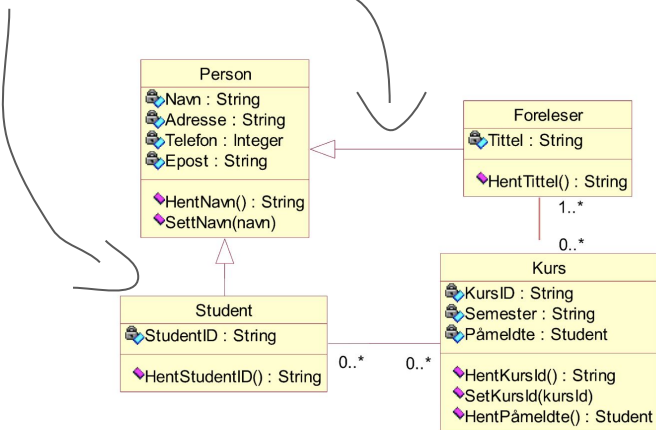 Person
Navn : String
Adresse : String
Telefon : Integer
Epost : String
HentNavn() : String
SettNavn(navn)
Foreleser
Tittel : String
HentTittel() : String
1..*
0..*
Kurs
KursID : String
Semester : String
Påmeldte : Student
HentKursId() : String
SetKursId(kursId)
HentPåmeldte() : Student
Student
StudentID : String
HentStudentID() : String
0..*
0..*